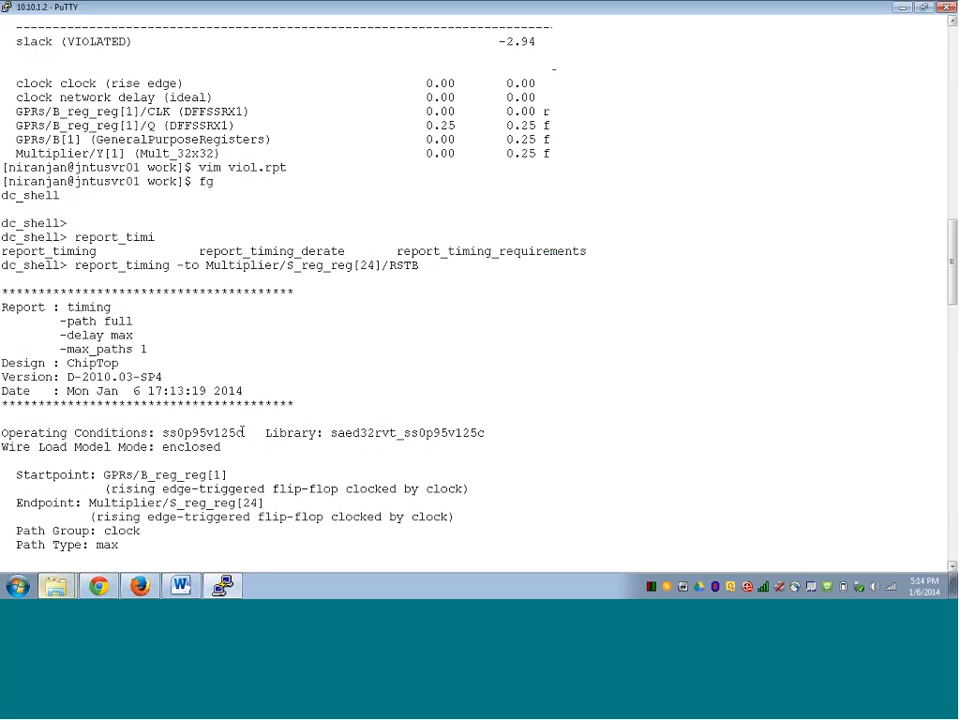 10.10.1.2 - PuTTY
--------------------------------------------------------------------------
slack (VIOLATED) -2.94
-
clock clock (rise edge) 0.00 0.00
clock network delay (ideal) 0.00 0.00
GPRs/B_reg_reg[1]/CLK (DFFSSRX1) 0.00 0.00 r
GPRs/B_reg_reg[1]/Q (DFFSSRX1) 0.25 0.25 f
GPRs/B[1] (GeneralPurposeRegisters) 0.00 0.25 f
Multiplier/Y[1] (Mult_32x32) 0.00 0.25 f
[niranjan@jntusvr01 work]$ vim viol.rpt
[niranjan@jntusvr01 work]$ fg
dc_shell
dc_shell>
dc_shell> report_timi
report_timing report_timing_derate report_timing_requirements
dc_shell> report_timing -to Multiplier/S_reg_reg[24]/RSTB
****************************************
Report : timing
-path full
-delay max
-max_paths 1
Design : ChipTop
Version: D-2010.03-SP4
Date : Mon Jan 6 17:13:19 2014
****************************************
Operating Conditions: ss0p95v125c Library: saed32rvt_ss0p95v125c
Wire Load Model Mode: enclosed
Startpoint: GPRs/B_reg_reg[1]
(rising edge-triggered flip-flop clocked by clock)
Endpoint: Multiplier/S_reg_reg[24]
(rising edge-triggered flip-flop clocked by clock)
Path Group: clock
Path Type: max
5:14 PM
1/6/2014